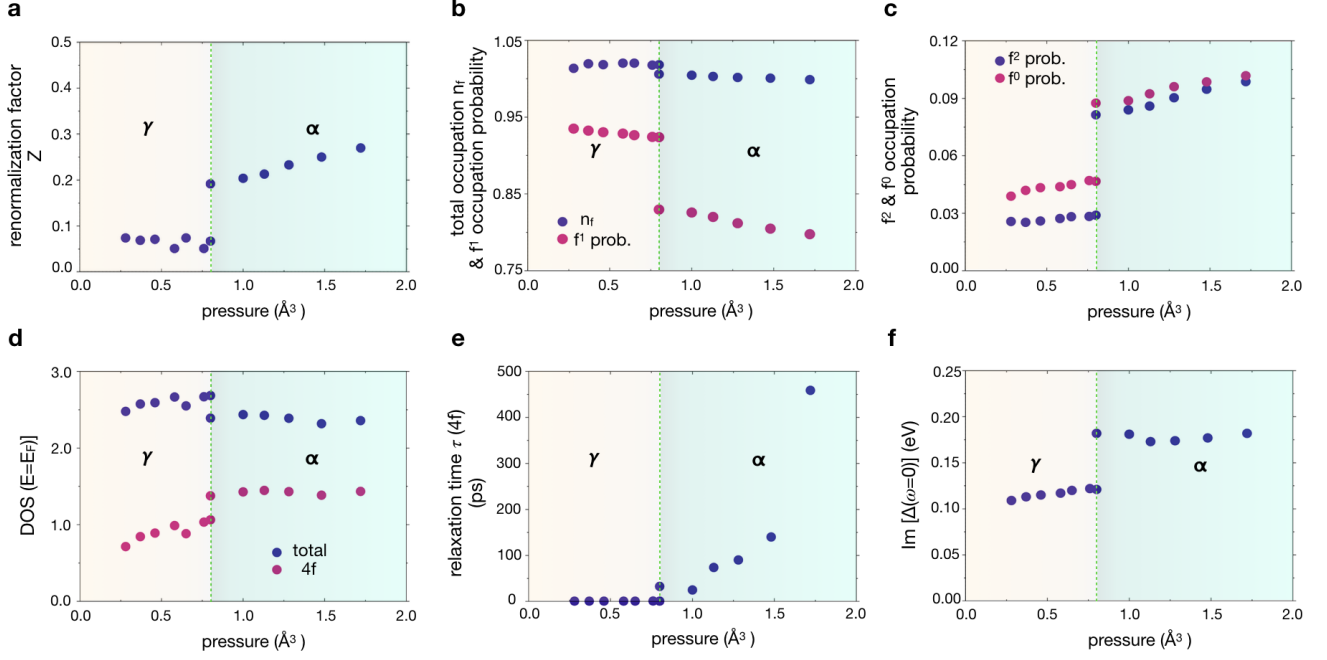 a
renormalization factor
Z
0.5
0.4
0.3
0.2
0.1
0.0
γ
α
0.0 0.5 1.0 1.5 2.0
pressure (Å³ )
b
total occupation nf
& f¹ occupation probability
1.05
0.95
0.85
0.75
γ
α
nf
f¹ prob.
0.0 0.5 1.0 1.5 2.0
pressure (Å³ )
c
f² & f⁰ occupation
probability
0.12
0.09
0.06
0.03
0.00
f² prob.
f⁰ prob.
0.0 0.5 1.0 1.5 2.0
pressure (Å³ )
d
DOS (E=EF)]
3.0
2.0
1.0
0.0
γ
α
total
4f
0.0 0.5 1.0 1.5 2.0
pressure (Å³ )
e
relaxation time τ (4f)
(ps)
500
400
300
200
100
0
γ
α
0.0 0.5 1.0 1.5 2.0
pressure (Å³ )
f
Im [Δ(ω=0)] (eV)
0.25
0.20
0.15
0.10
0.05
0.00
γ
α
0.0 0.5 1.0 1.5 2.0
pressure (Å³ )